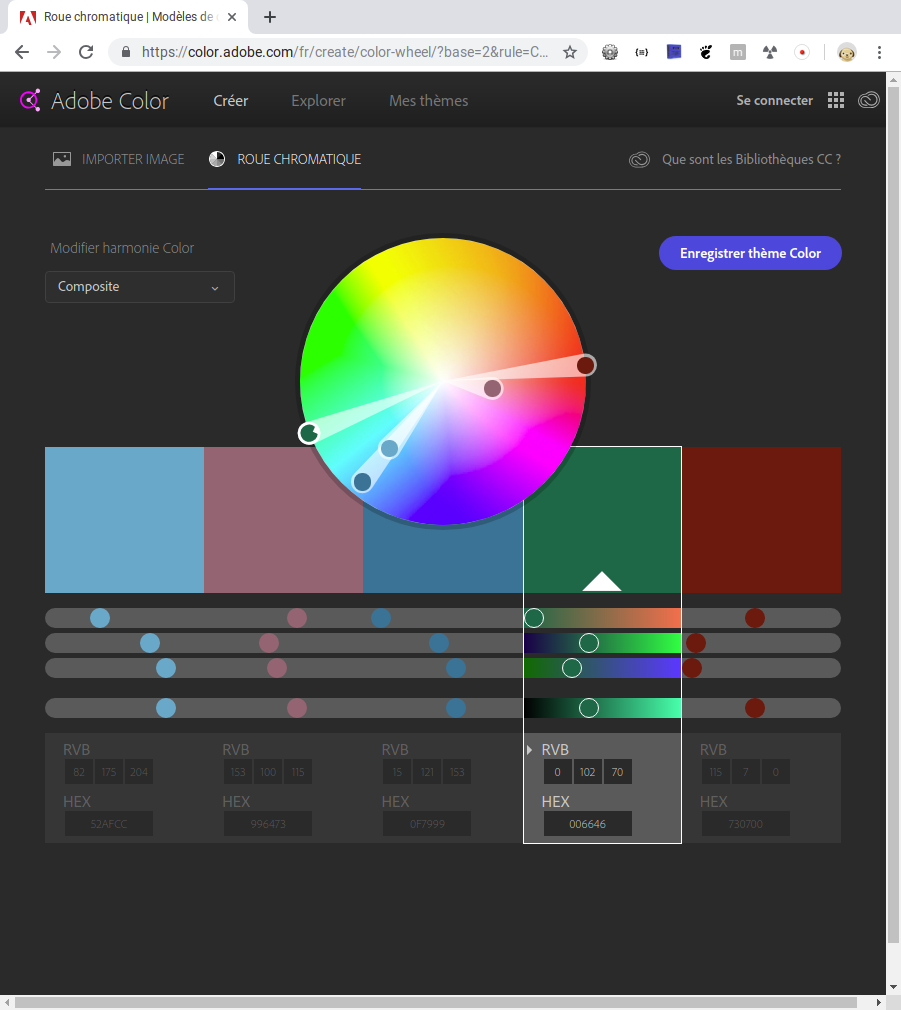 Roue chromatique | Modèles de
https://color.adobe.com/fr/create/color-wheel/?base=2&rule=C...
Adobe Color Créer Explorer Mes thèmes Se connecter
IMPORTER IMAGE ROUE CHROMATIQUE Que sont les Bibliothèques CC ?
Modifier harmonie Color
Enregistrer thème Color
Composite
RVB RVB RVB RVB RVB
82 175 204 153 100 115 15 121 153 0 102 70 115 7 0
HEX HEX HEX HEX HEX
52AFCC 996473 0F7999 006646 730700